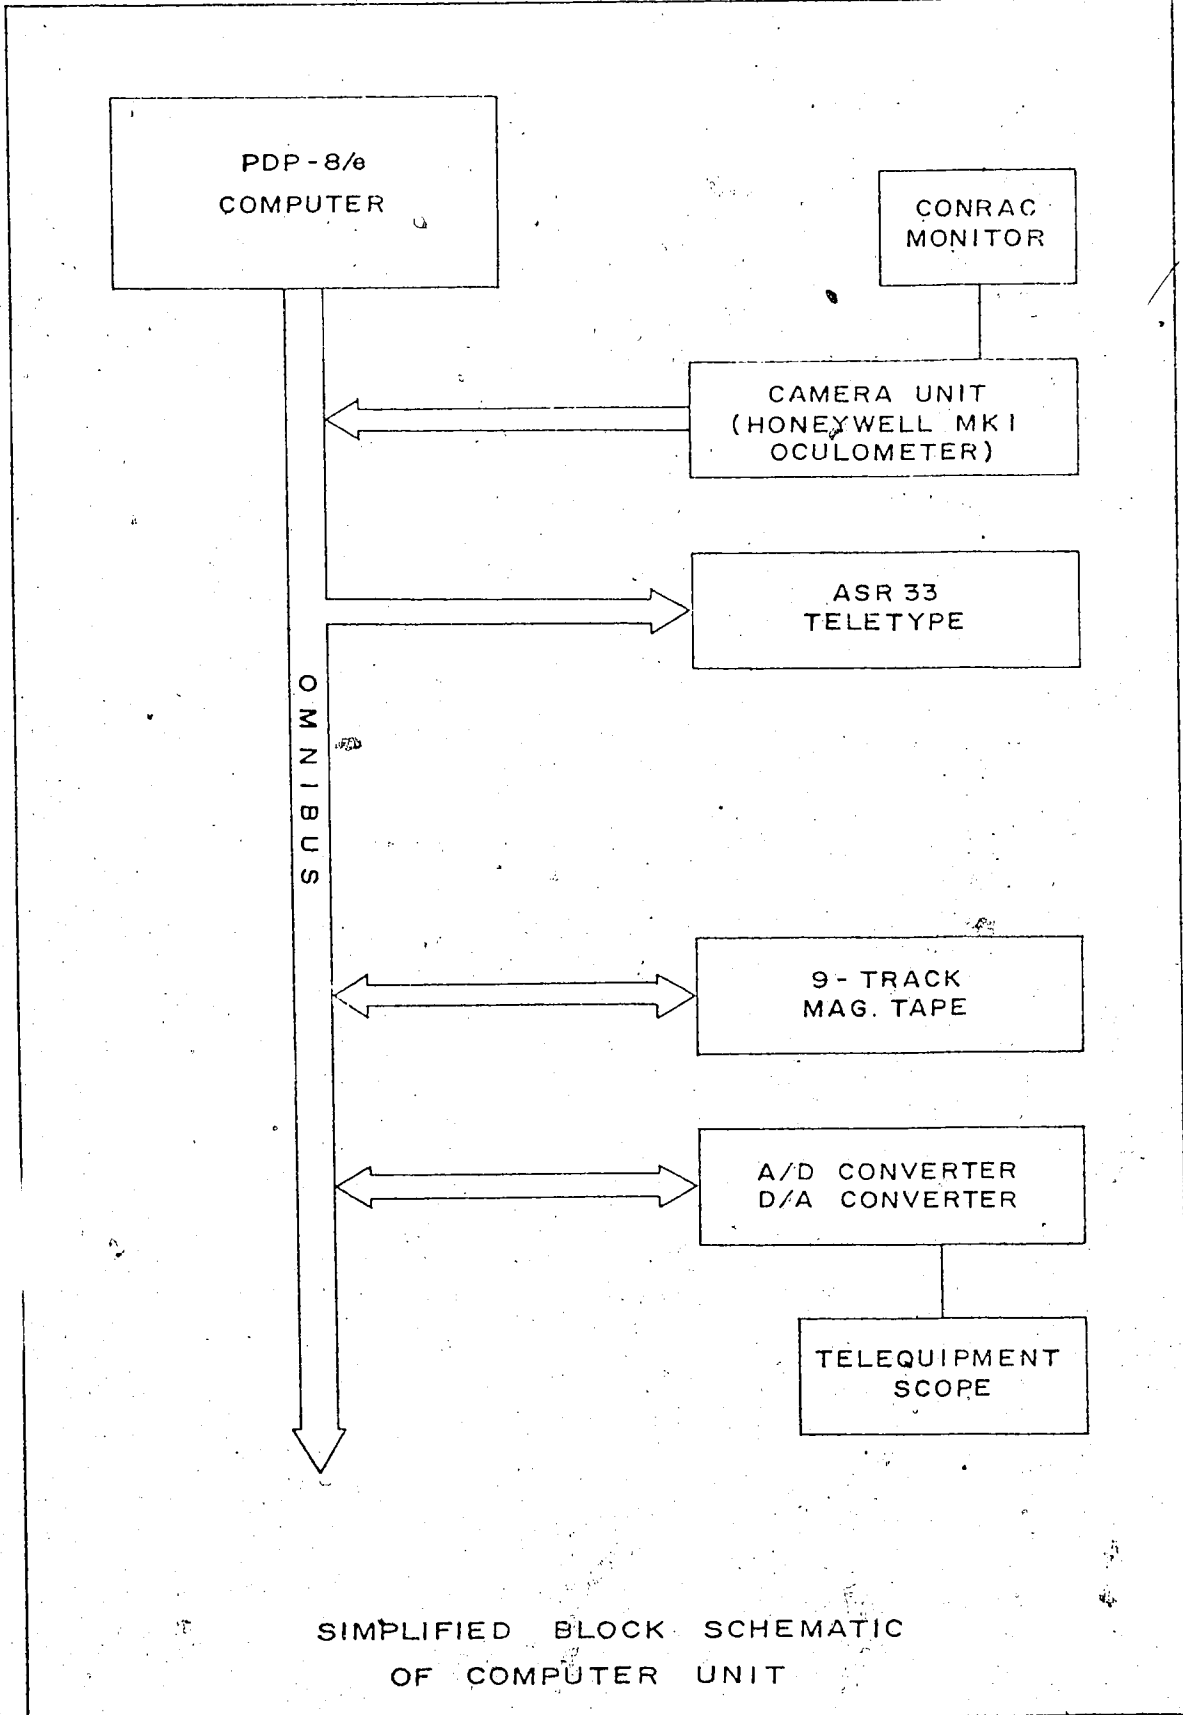 PDP-8/e
COMPUTER
CONRAC
MONITOR
CAMERA UNIT
(HONEYWELL MK I
OCULOMETER)
ASR 33
TELETYPE
OMNIBUS
9-TRACK
MAG. TAPE
A/D CONVERTER
D/A CONVERTER
TELEQUIPMENT
SCOPE
SIMPLIFIED BLOCK SCHEMATIC
OF COMPUTER UNIT